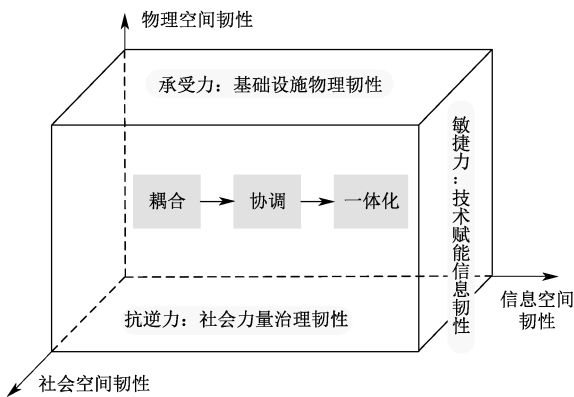 物理空间韧性
承受力：基础设施物理韧性
敏捷力：技术赋能信息韧性
耦合
协调
一体化
信息空间
韧性
抗逆力：社会力量治理韧性
社会空间韧性